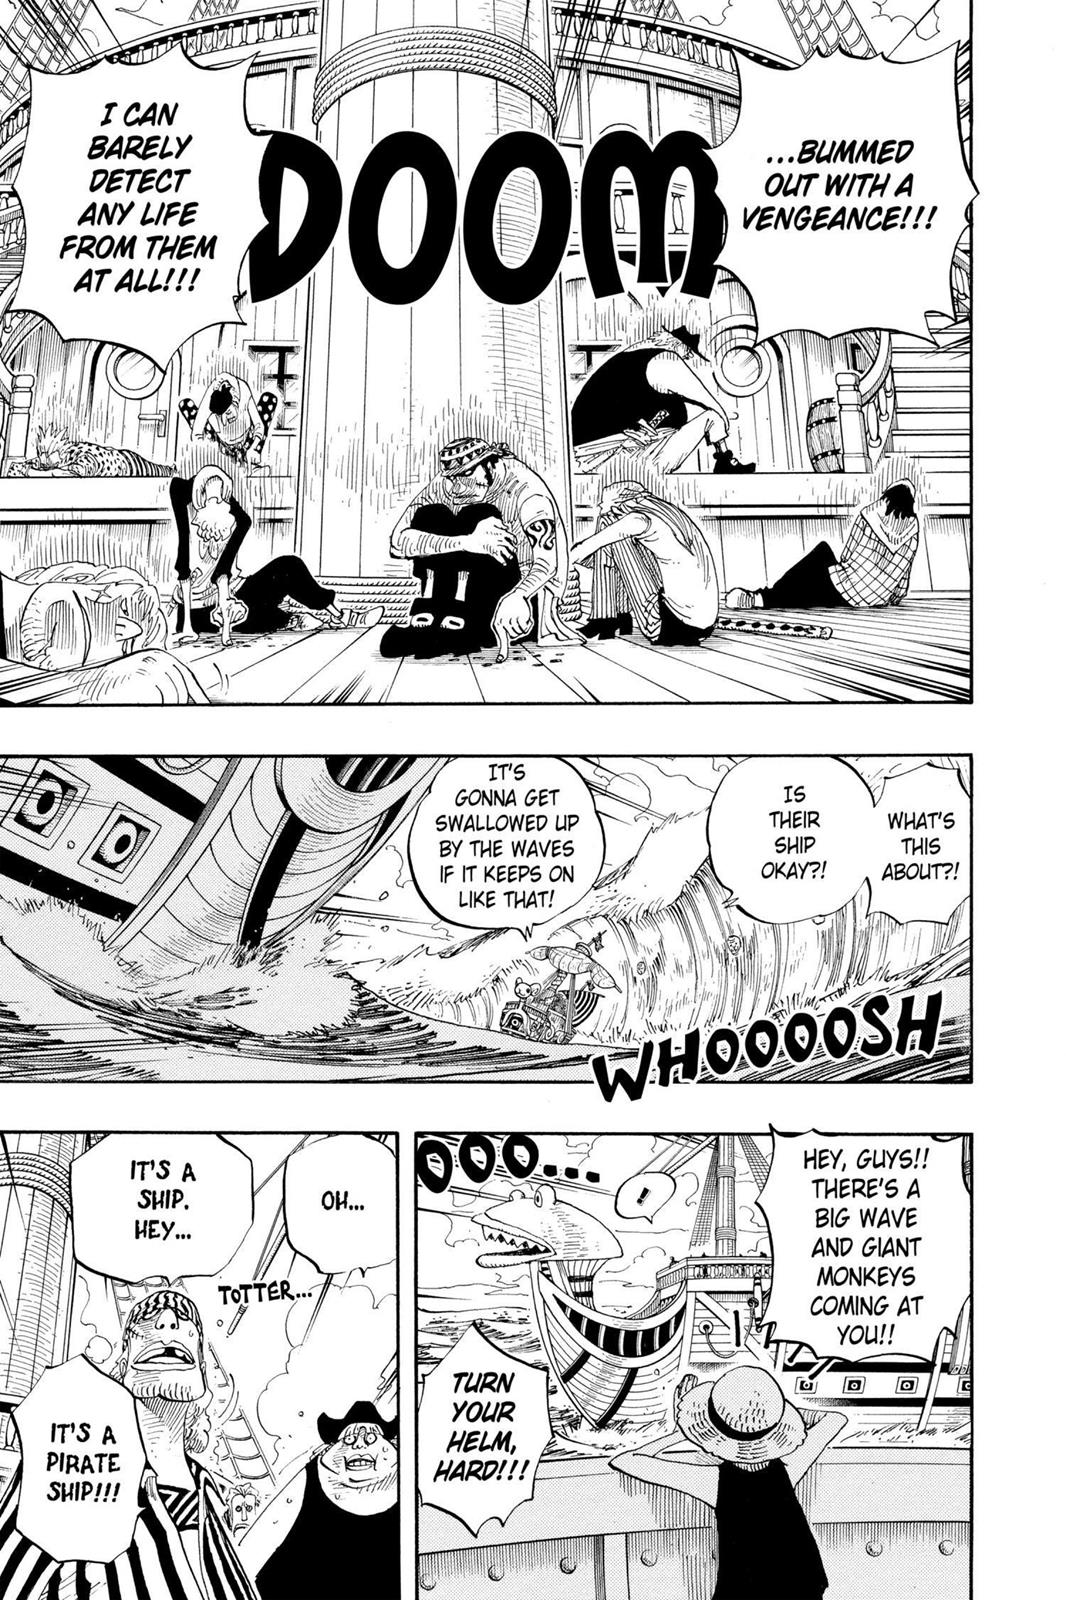 ...BUMMED
OUT WITH A
VENGEANCE!!!
DOOM
I CAN
BARELY
DETECT
ANY LIFE
FROM THEM
AT ALL!!!
WHAT'S
THIS
ABOUT?!
IS
THEIR
SHIP
OKAY?!
IT'S
GONNA GET
SWALLOWED UP
BY THE WAVES
IF IT KEEPS ON
LIKE THAT!
WHOOOOSH
HEY, GUYS!!
THERE'S A
BIG WAVE
AND GIANT
MONKEYS
COMING AT
YOU!!
!
OOO...
TURN
YOUR
HELM,
HARD!!!
OH...
IT'S A
SHIP.
HEY...
TOTTER...
IT'S A
PIRATE
SHIP!!!